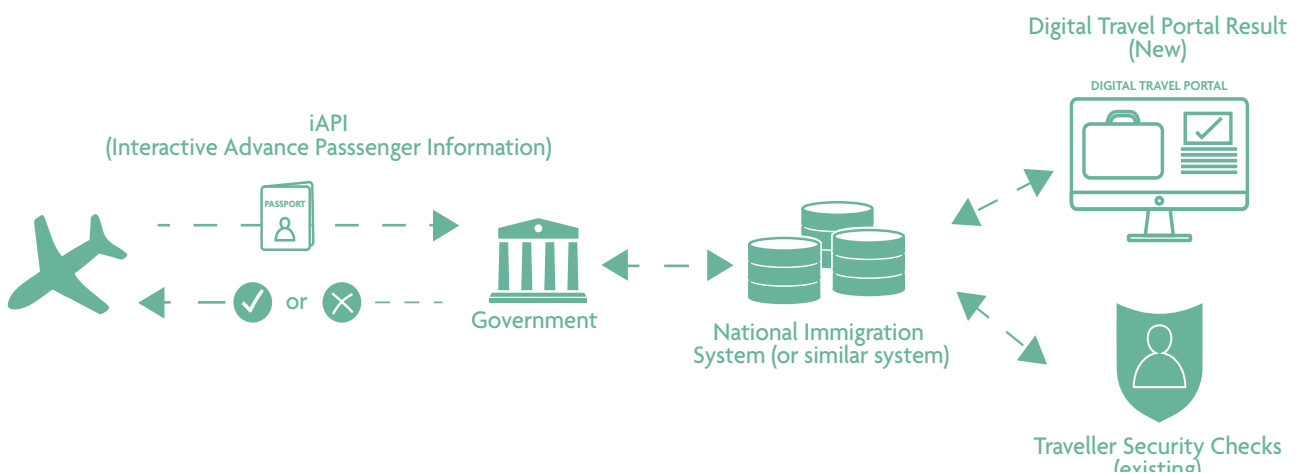 Digital Travel Portal Result
(New)
DIGITAL TRAVEL PORTAL
iAPI
(Interactive Advance Passsenger Information)
PASSPORT
or
Government
National Immigration
System (or similar system)
Traveller Security Checks
(existing)